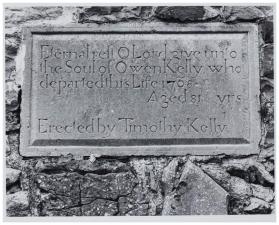 Eternal rest O Lord give unto
the Soul of Owen Kelly who
departed this Life
Aged yrs
Erected by Timothy Kelly